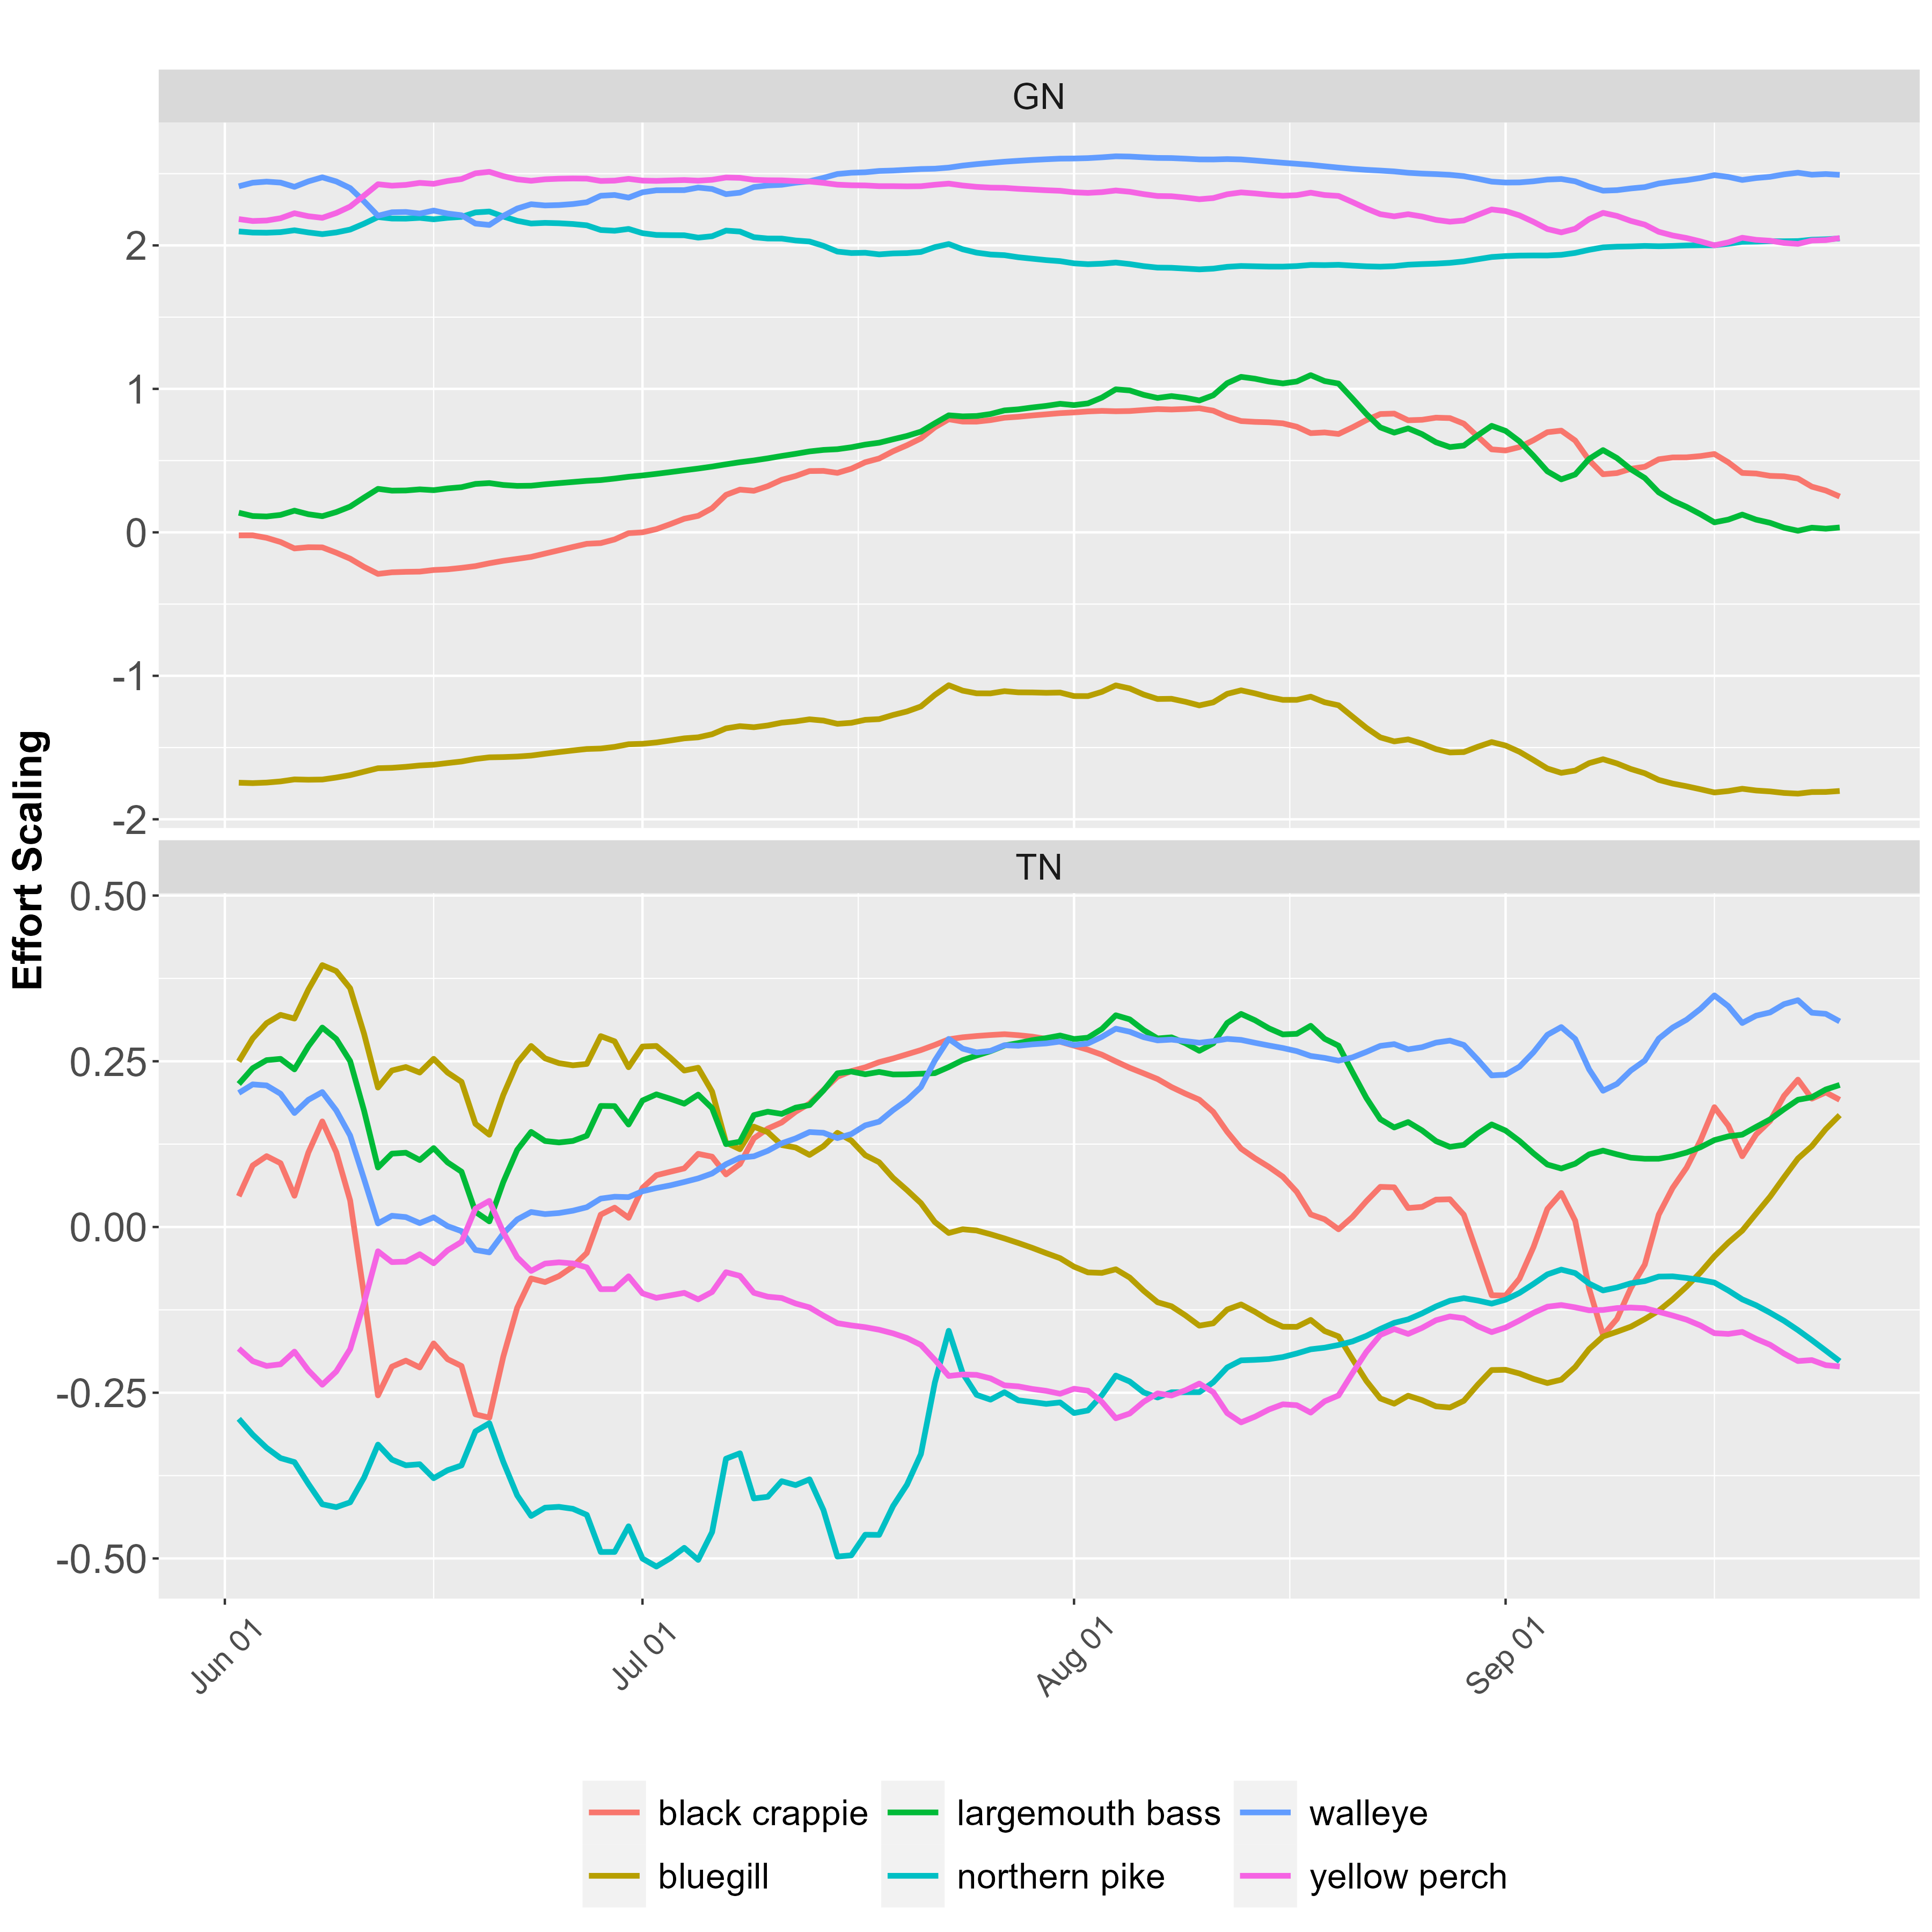 GN
2
1
0
-1
-2
Effort Scaling
TN
0.50
0.25
0.00
-0.25
-0.50
Jun 01
Jul 01
Aug 01
Sep 01
black crappie
largemouth bass
walleye
bluegill
northern pike
yellow perch